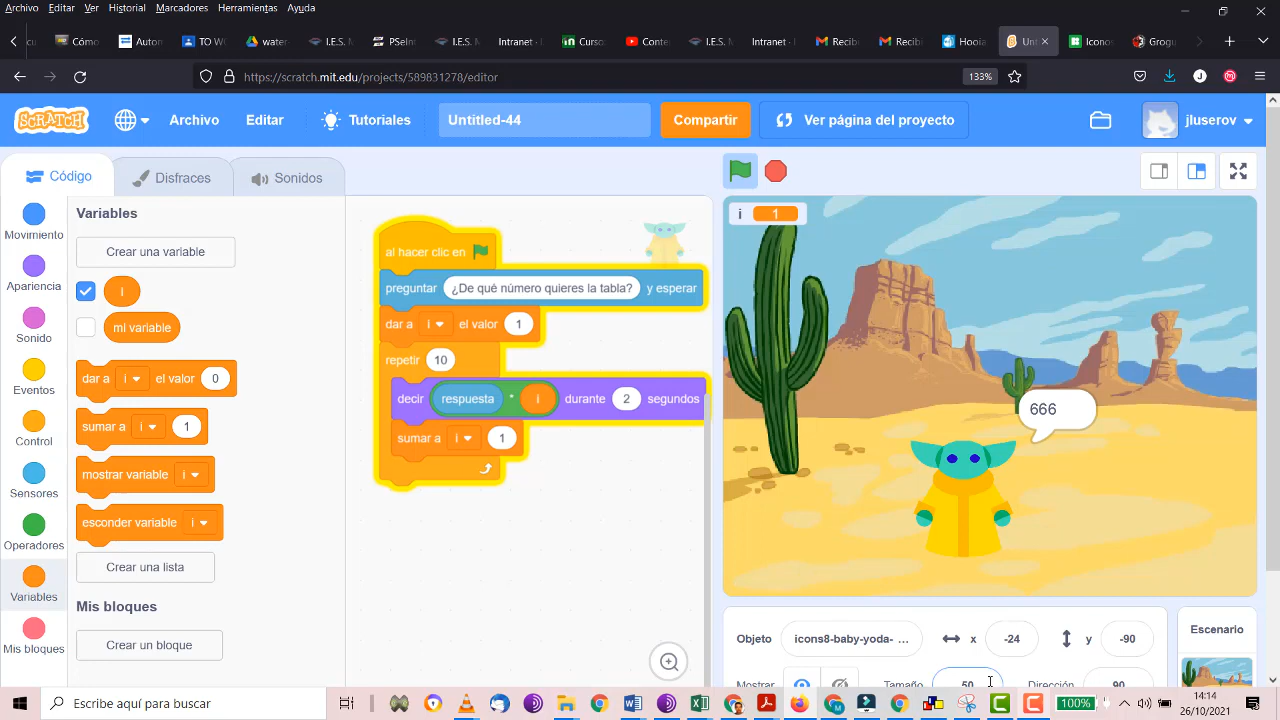 Archivo Editar Ver Historial Marcadores Herramientas Ayuda
Cómo
Autom
TO WO
water-
I.E.S. M
PSeInt
I.E.S. M
Intranet - I
Curso
Conte
I.E.S. M
Intranet - I
Recib
Recib
Hooja
Unt
Iconos
Grogu
https://scratch.mit.edu/projects/589831278/editor
133%
SCRATCH
Archivo
Editar
Tutoriales
Untitled-44
Compartir
Ver página del proyecto
jluserov
Código
Disfraces
Sonidos
Movimiento
Apariencia
Sonido
Eventos
Control
Sensores
Operadores
Variables
Mis bloques
Variables
Crear una variable
i
mi variable
dar a i el valor 0
sumar a i 1
mostrar variable i
esconder variable i
Crear una lista
Mis bloques
Crear un bloque
al hacer clic en
preguntar ¿De qué número quieres la tabla? y esperar
dar a i el valor 1
repetir 10
decir respuesta * i durante 2 segundos
sumar a i 1
i 1
666
Objeto icons8-baby-yoda- ... x -24 y -90
Mostrar Tamaño 50 Dirección 90
Escenario
Escribe aquí para buscar
100%
14:14
26/10/2021